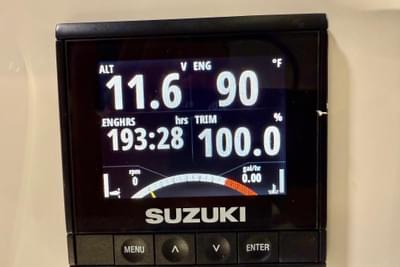 ALT V ENG °F
11.6 90
ENGHRS hrs TRIM %
193:28 100.0
rpm gal/hr
0 0.00
SUZUKI
MENU ENTER